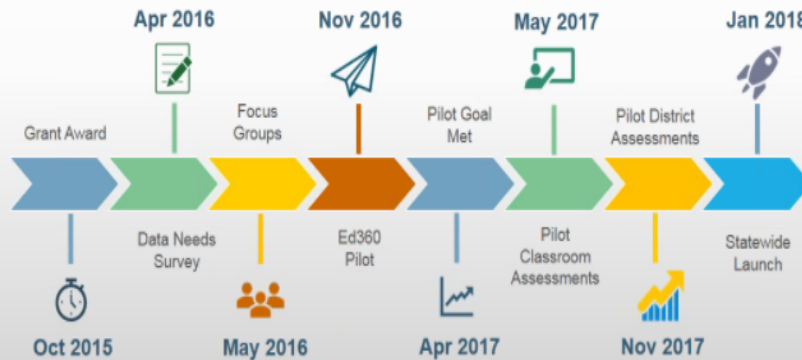 Apr 2016
Nov 2016
May 2017
Jan 2018
Grant Award
Focus
Groups
Pilot Goal
Met
Pilot District
Assessments
Data Needs
Survey
Ed360
Pilot
Pilot
Classroom
Assessments
Statewide
Launch
Oct 2015
May 2016
Apr 2017
Nov 2017